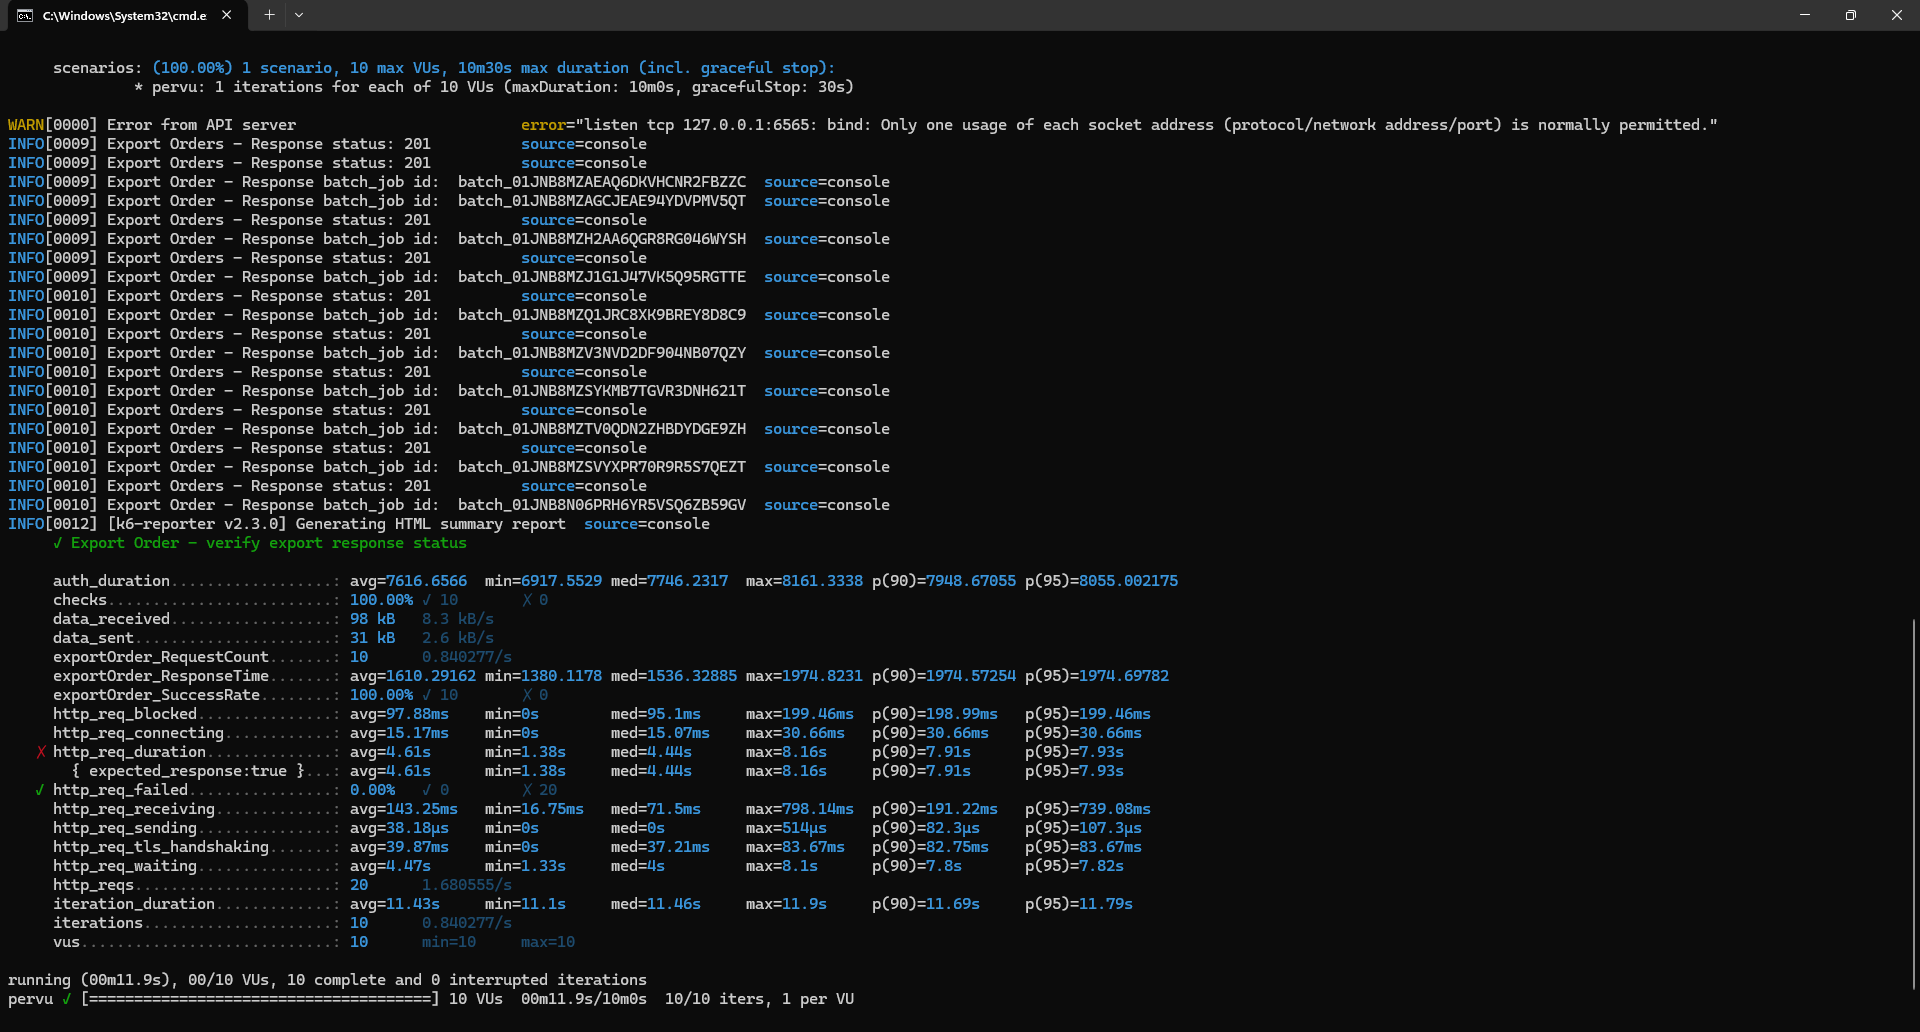 C:\Windows\System32\cmd.e
scenarios: (100.00%) 1 scenario, 10 max VUs, 10m30s max duration (incl. graceful stop):
* pervu: 1 iterations for each of 10 VUs (maxDuration: 10m0s, gracefulStop: 30s)
WARN[0000] Error from API server error="listen tcp 127.0.0.1:6565: bind: Only one usage of each socket address (protocol/network address/port) is normally permitted."
INFO[0009] Export Orders - Response status: 201 source=console
INFO[0009] Export Orders - Response status: 201 source=console
INFO[0009] Export Order - Response batch_job id: batch_01JNB8MZAEAQ6DKVHCNR2FBZZC source=console
INFO[0009] Export Order - Response batch_job id: batch_01JNB8MZAGCJEAE94YDVPMV5QT source=console
INFO[0009] Export Orders - Response status: 201 source=console
INFO[0009] Export Order - Response batch_job id: batch_01JNB8MZH2AA6QGR8RG046WYSH source=console
INFO[0009] Export Orders - Response status: 201 source=console
INFO[0009] Export Order - Response batch_job id: batch_01JNB8MZJ1G1J47VK5Q95RGTTE source=console
INFO[0010] Export Orders - Response status: 201 source=console
INFO[0010] Export Order - Response batch_job id: batch_01JNB8MZQ1JRC8XK9BREY8D8C9 source=console
INFO[0010] Export Orders - Response status: 201 source=console
INFO[0010] Export Order - Response batch_job id: batch_01JNB8MZV3NVD2DF904NB07QZY source=console
INFO[0010] Export Orders - Response status: 201 source=console
INFO[0010] Export Order - Response batch_job id: batch_01JNB8MZSYKMB7TGVR3DNH621T source=console
INFO[0010] Export Orders - Response status: 201 source=console
INFO[0010] Export Order - Response batch_job id: batch_01JNB8MZTV0QDN2ZHBDYDGE9ZH source=console
INFO[0010] Export Orders - Response status: 201 source=console
INFO[0010] Export Order - Response batch_job id: batch_01JNB8MZSVYXPR70R9R5S7QEZT source=console
INFO[0010] Export Orders - Response status: 201 source=console
INFO[0010] Export Order - Response batch_job id: batch_01JNB8N06PRH6YR5VSQ6ZB59GV source=console
INFO[0012] [k6-reporter v2.3.0] Generating HTML summary report source=console
✓ Export Order - verify export response status
auth_duration..................: avg=7616.6566 min=6917.5529 med=7746.2317 max=8161.3338 p(90)=7948.67055 p(95)=8055.002175
checks.........................: 100.00% ✓ 10 ✗ 0
data_received..................: 98 kB 8.3 kB/s
data_sent......................: 31 kB 2.6 kB/s
exportOrder_RequestCount.......: 10 0.840277/s
exportOrder_ResponseTime.......: avg=1610.29162 min=1380.1178 med=1536.32885 max=1974.8231 p(90)=1974.57254 p(95)=1974.69782
exportOrder_SuccessRate........: 100.00% ✓ 10 ✗ 0
http_req_blocked...............: avg=97.88ms min=0s med=95.1ms max=199.46ms p(90)=198.99ms p(95)=199.46ms
http_req_connecting............: avg=15.17ms min=0s med=15.07ms max=30.66ms p(90)=30.66ms p(95)=30.66ms
✗ http_req_duration..............: avg=4.61s min=1.38s med=4.44s max=8.16s p(90)=7.91s p(95)=7.93s
{ expected_response:true }...: avg=4.61s min=1.38s med=4.44s max=8.16s p(90)=7.91s p(95)=7.93s
✓ http_req_failed................: 0.00% ✓ 0 ✗ 20
http_req_receiving.............: avg=143.25ms min=16.75ms med=71.5ms max=798.14ms p(90)=191.22ms p(95)=739.08ms
http_req_sending...............: avg=38.18µs min=0s med=0s max=514µs p(90)=82.3µs p(95)=107.3µs
http_req_tls_handshaking.......: avg=39.87ms min=0s med=37.21ms max=83.67ms p(90)=82.75ms p(95)=83.67ms
http_req_waiting...............: avg=4.47s min=1.33s med=4s max=8.1s p(90)=7.8s p(95)=7.82s
http_reqs......................: 20 1.680555/s
iteration_duration.............: avg=11.43s min=11.1s med=11.46s max=11.9s p(90)=11.69s p(95)=11.79s
iterations.....................: 10 0.840277/s
vus............................: 10 min=10 max=10
running (00m11.9s), 00/10 VUs, 10 complete and 0 interrupted iterations
pervu ✓ [======================================] 10 VUs 00m11.9s/10m0s 10/10 iters, 1 per VU